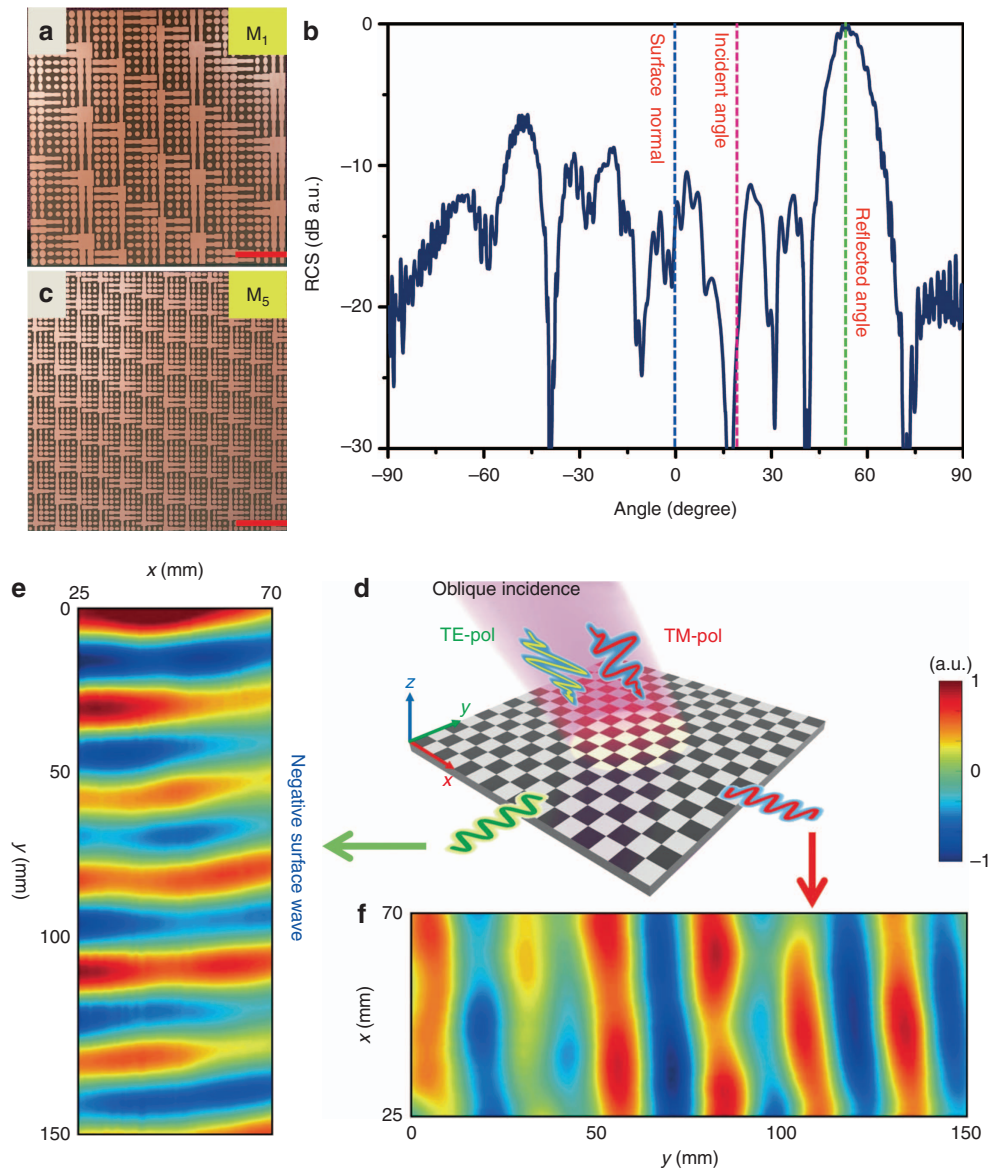 a
M1
b
0
−10
−20
−30
RCS (dB a.u.)
Surface normal
Incident angle
Reflected angle
−90
−60
−30
0
30
60
90
Angle (degree)
c
M5
e
x (mm)
25
70
0
50
100
150
y (mm)
Negative surface wave
d
Oblique incidence
TE-pol
TM-pol
z
y
x
(a.u.)
1
0
−1
f
70
25
x (mm)
0
50
100
150
y (mm)